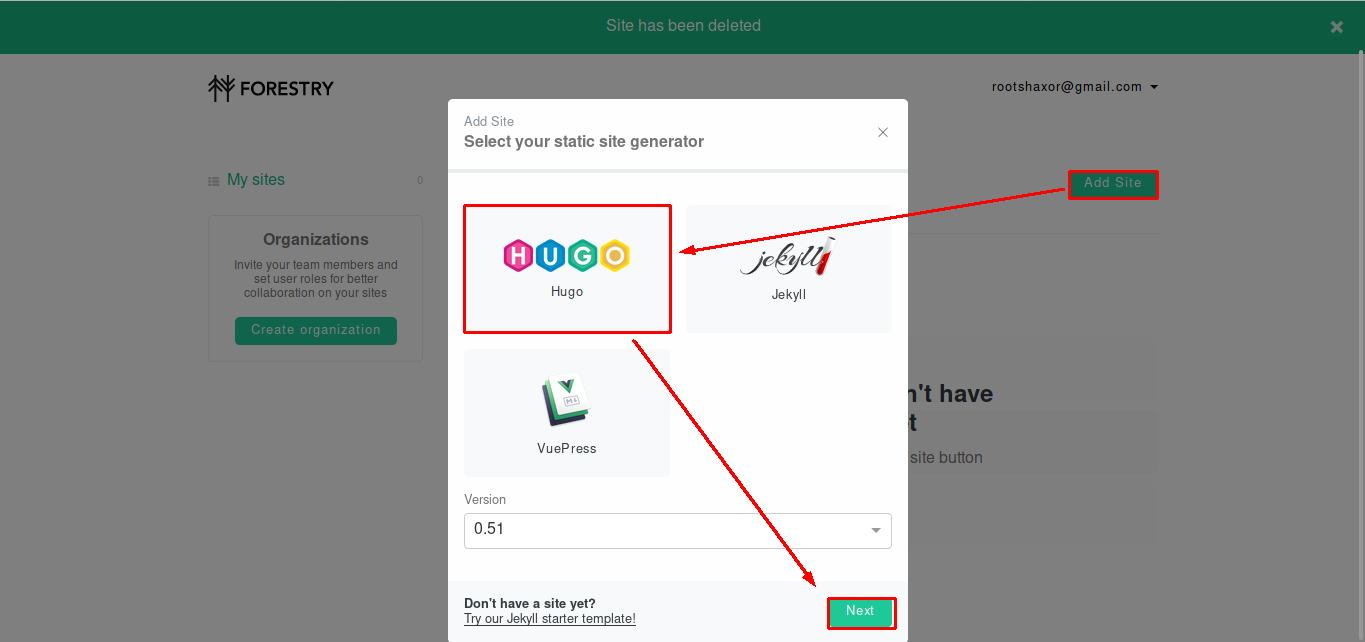 Site has been deleted
FORESTRY
rootshaxor@gmail.com
My sites
0
Add Site
Organizations
Invite your team members and
set user roles for better
collaboration on your sites
Create organization
Add Site
Select your static site generator
HUGO
Hugo
jekyll
Jekyll
VuePress
Version
0.51
Don't have a site yet?
Try our Jekyll starter template!
Next
n't have
et
site button